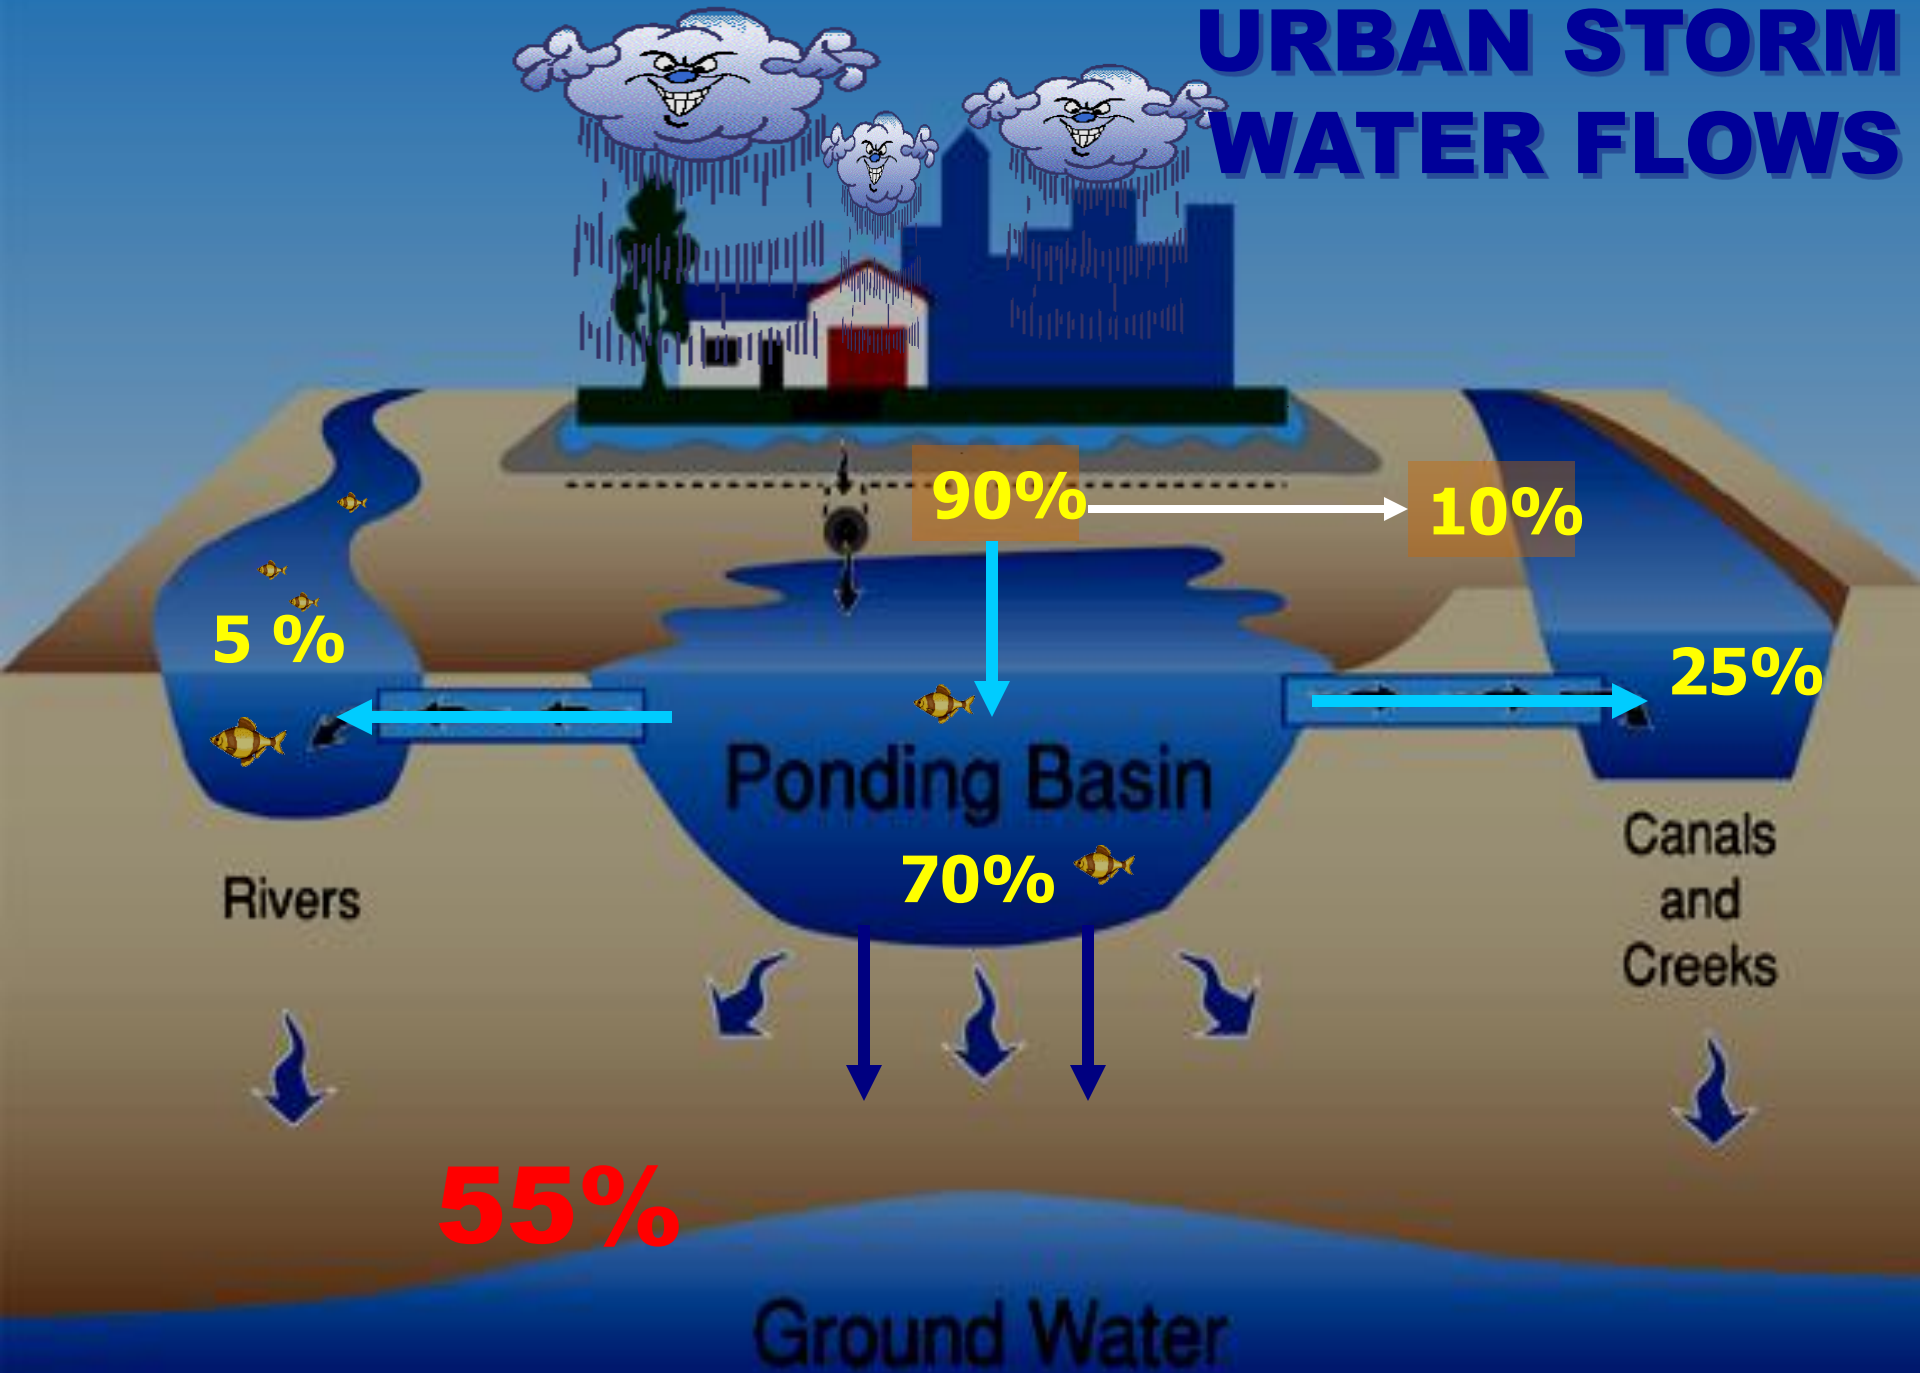 URBAN STORM
WATER FLOWS
90%
10%
5 %
25%
Ponding Basin
70%
Rivers
Canals
and
Creeks
55%
Ground Water